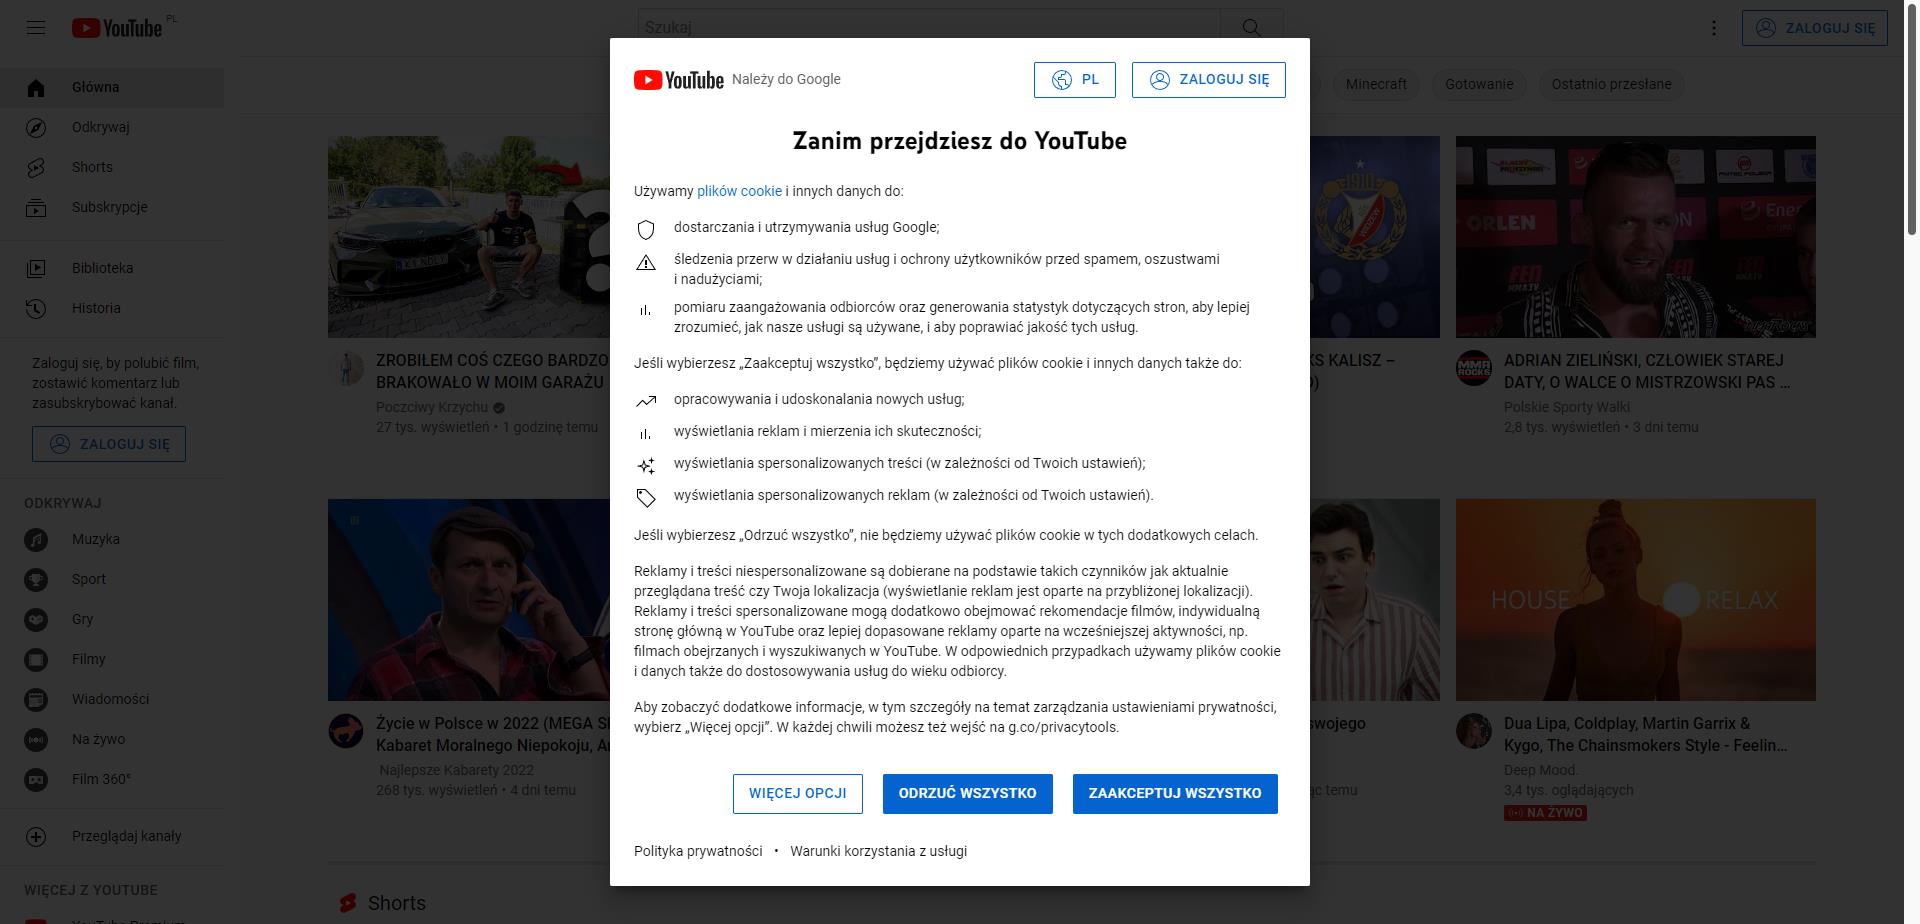 YouTube PL
Szukaj
ZALOGUJ SIĘ
Główna
Odkrywaj
Shorts
Subskrypcje
Biblioteka
Historia
Zaloguj się, by polubić film,
zostawić komentarz lub
zasubskrybować kanał.
ZALOGUJ SIĘ
ODKRYWAJ
Muzyka
Sport
Gry
Filmy
Wiadomości
Na żywo
Film 360°
Przeglądaj kanały
WIĘCEJ Z YOUTUBE
YouTube Premium
Minecraft
Gotowanie
Ostatnio przesłane
YouTube Należy do Google
PL
ZALOGUJ SIĘ
Zanim przejdziesz do YouTube
Używamy plików cookie i innych danych do:
dostarczania i utrzymywania usług Google;
śledzenia przerw w działaniu usług i ochrony użytkowników przed spamem, oszustwami
i nadużyciami;
pomiaru zaangażowania odbiorców oraz generowania statystyk dotyczących stron, aby lepiej
zrozumieć, jak nasze usługi są używane, i aby poprawiać jakość tych usług.
Jeśli wybierzesz „Zaakceptuj wszystko”, będziemy używać plików cookie i innych danych także do:
opracowywania i udoskonalania nowych usług;
wyświetlania reklam i mierzenia ich skuteczności;
wyświetlania spersonalizowanych treści (w zależności od Twoich ustawień);
wyświetlania spersonalizowanych reklam (w zależności od Twoich ustawień).
Jeśli wybierzesz „Odrzuć wszystko”, nie będziemy używać plików cookie w tych dodatkowych celach.
Reklamy i treści niespersonalizowane są dobierane na podstawie takich czynników jak aktualnie
przeglądana treść czy Twoja lokalizacja (wyświetlanie reklam jest oparte na przybliżonej lokalizacji).
Reklamy i treści spersonalizowane mogą dodatkowo obejmować rekomendacje filmów, indywidualną
stronę główną w YouTube oraz lepiej dopasowane reklamy oparte na wcześniejszej aktywności, np.
filmach obejrzanych i wyszukiwanych w YouTube. W odpowiednich przypadkach używamy plików cookie
i danych także do dostosowywania usług do wieku odbiorcy.
Aby zobaczyć dodatkowe informacje, w tym szczegóły na temat zarządzania ustawieniami prywatności,
wybierz „Więcej opcji”. W każdej chwili możesz też wejść na g.co/privacytools.
WIĘCEJ OPCJI
ODRZUĆ WSZYSTKO
ZAAKCEPTUJ WSZYSTKO
Polityka prywatności • Warunki korzystania z usługi
ZROBIŁEM COŚ CZEGO BARDZO
BRAKOWAŁO W MOIM GARAŻU
Poczciwy Krzychu
27 tys. wyświetleń • 1 godzinę temu
1910
KS KALISZ –
ORLEN
FEN
MMA ROCKS
ADRIAN ZIELIŃSKI, CZŁOWIEK STAREJ
DATY, O WALCE O MISTRZOWSKI PAS ...
Polskie Sporty Walki
2,8 tys. wyświetleń • 3 dni temu
Życie w Polsce w 2022 (MEGA S
Kabaret Moralnego Niepokoju, A
Najlepsze Kabarety 2022
268 tys. wyświetleń • 4 dni temu
swojego
temu
HOUSE RELAX
Dua Lipa, Coldplay, Martin Garrix &
Kygo, The Chainsmokers Style - Feelin...
Deep Mood.
3,4 tys. oglądających
NA ŻYWO
Shorts